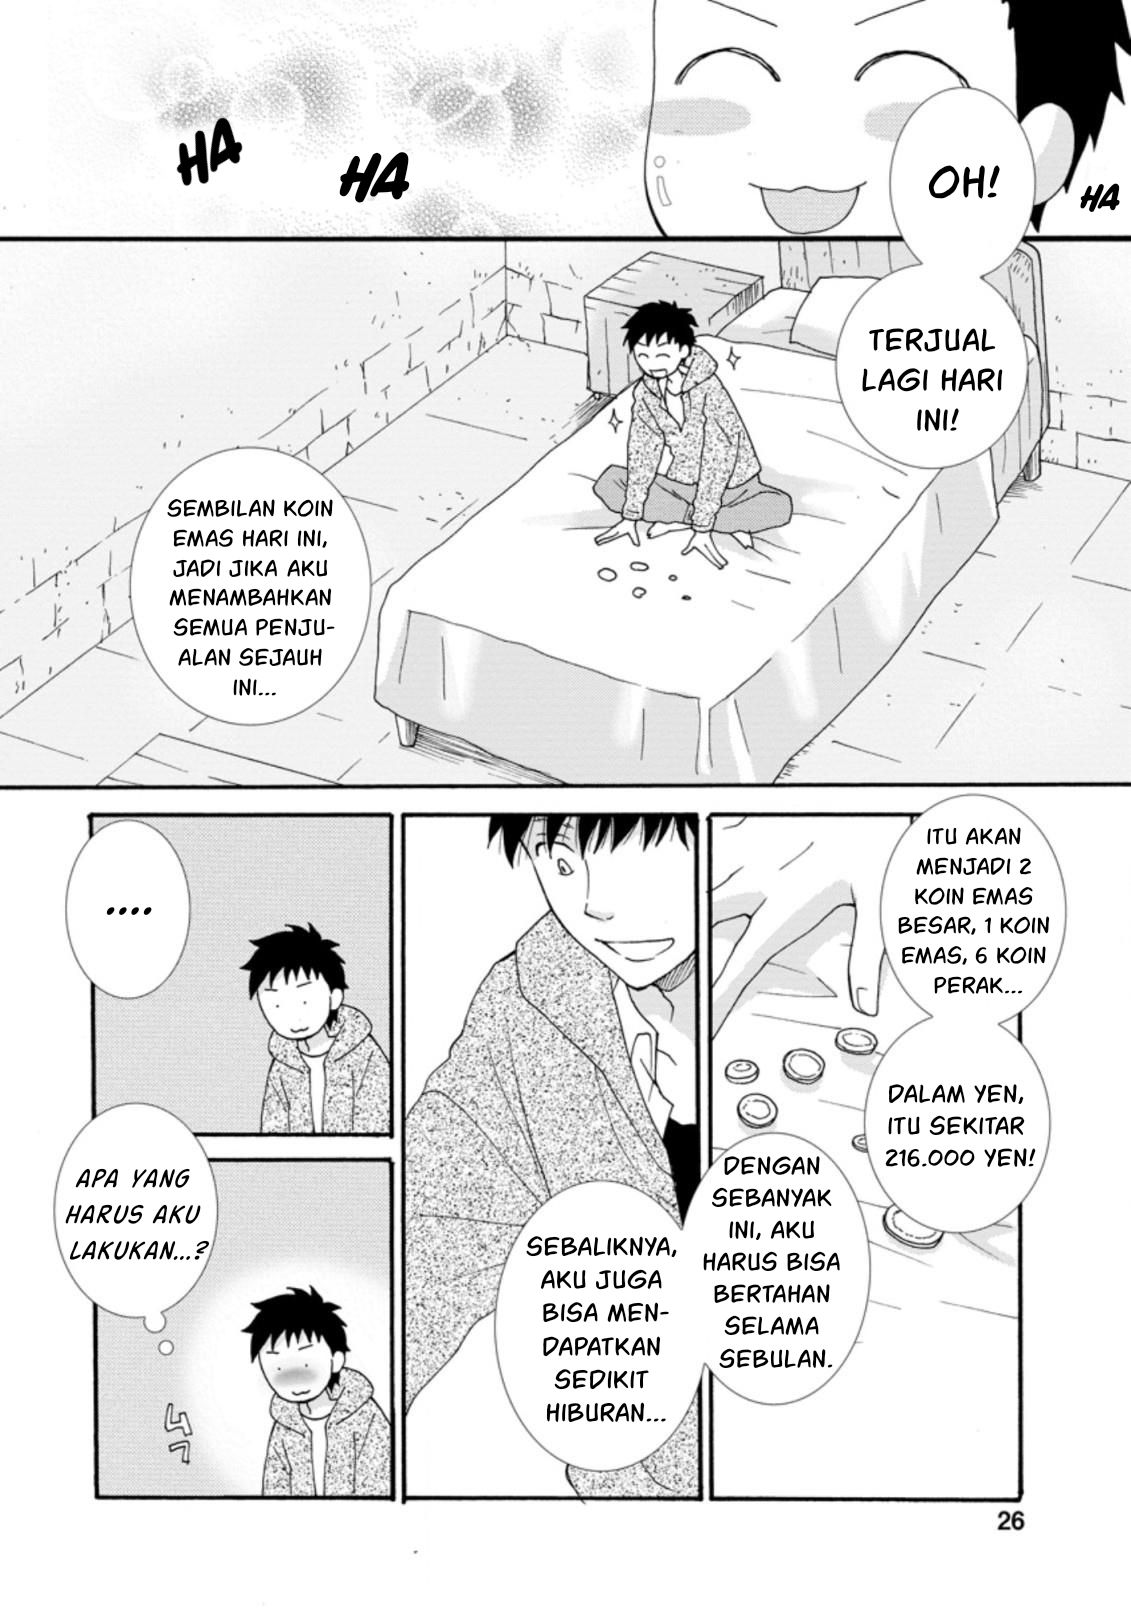 OH!
HA
HA
HA
TERJUAL
LAGI HARI
INI!
SEMBILAN KOIN
EMAS HARI INI,
JADI JIKA AKU
MENAMBAHKAN
SEMUA PENJU-
ALAN SEJAUH
INI...
ITU AKAN
MENJADI 2
KOIN EMAS
BESAR, 1 KOIN
EMAS, 6 KOIN
PERAK...
DALAM YEN,
ITU SEKITAR
216.000 YEN!
DENGAN
SEBANYAK
INI, AKU
HARUS BISA
BERTAHAN
SELAMA
SEBULAN.
SEBALIKNYA,
AKU JUGA
BISA MEN-
DAPATKAN
SEDIKIT
HIBURAN...
....
APA YANG
HARUS AKU
LAKUKAN...?
26